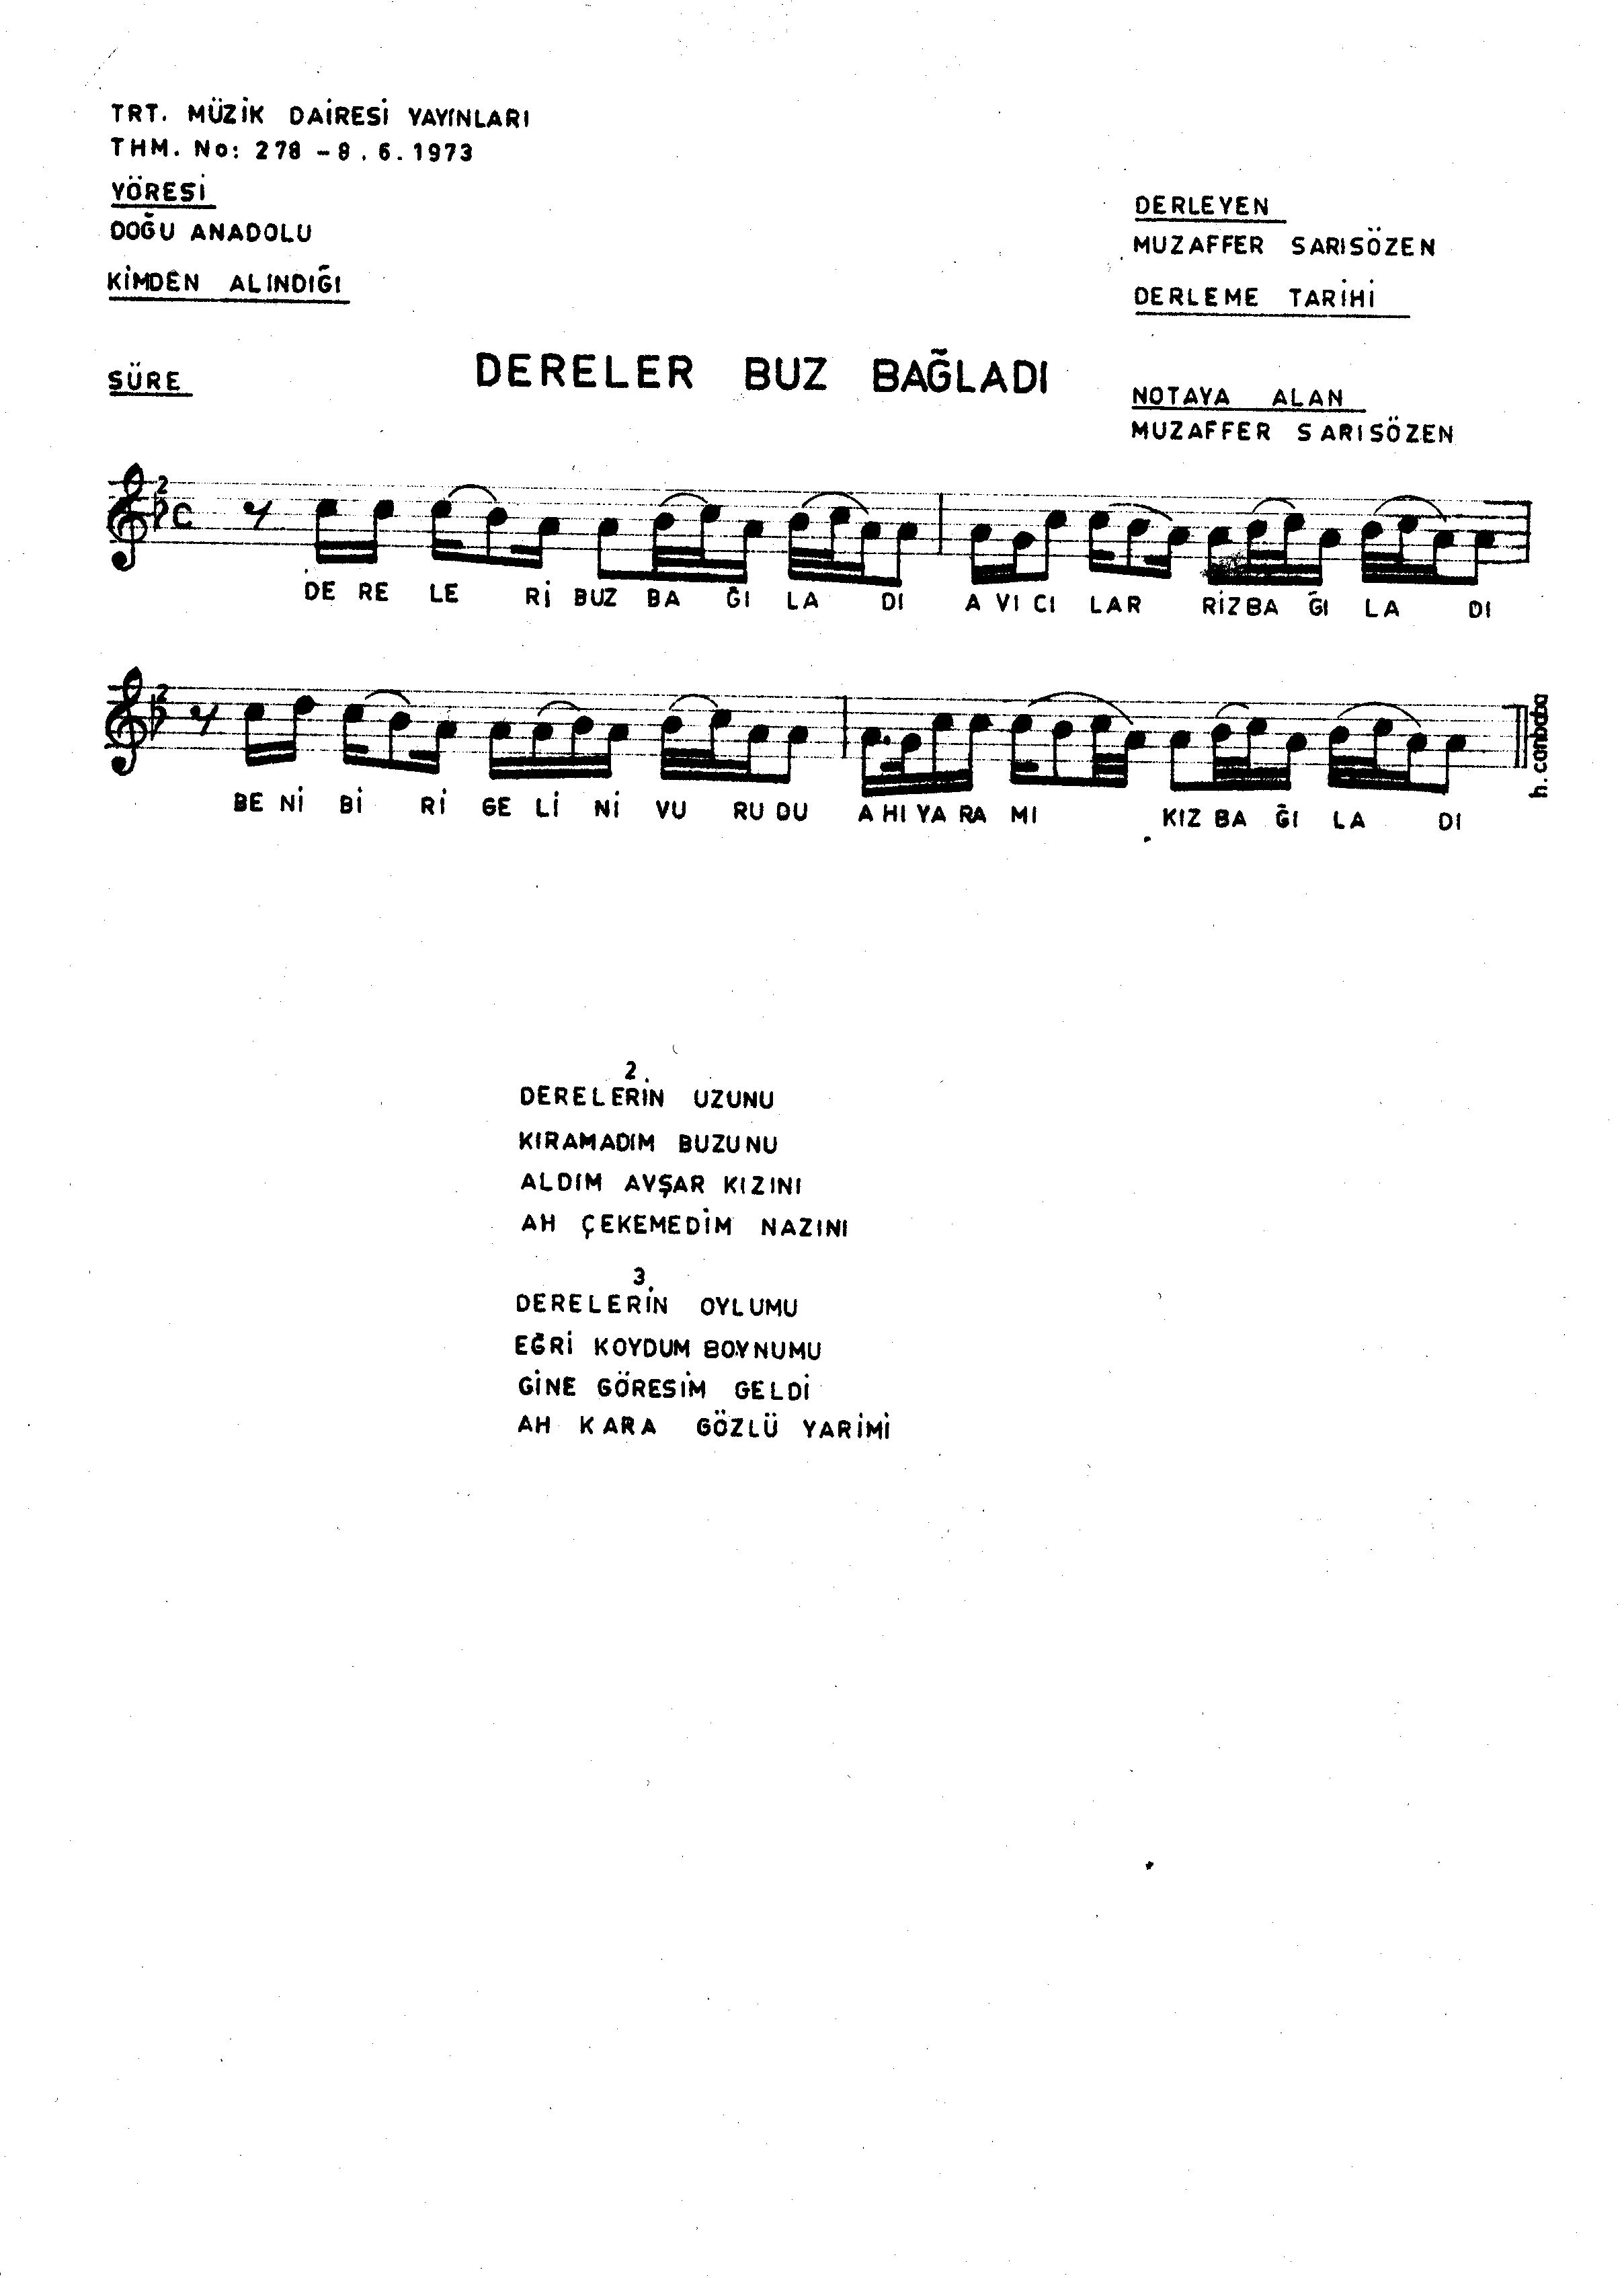 TRT. MÜZİK DAİRESİ YAYINLARI
THM. No: 278 - 8.6.1973
YÖRESİ
DOĞU ANADOLU
KİMDEN ALINDIĞI
SÜRE
DERLEYEN
MUZAFFER SARISÖZEN
DERLEME TARİHİ
DERELER BUZ BAĞLADI
NOTAYA ALAN
MUZAFFER SARISÖZEN
DE RE LE Rİ BUZ BA ĞI LA DI A VI CI LAR RİZ BA ĞI LA DI
BE Nİ Bİ Rİ GE Lİ Nİ VU RU DU A HI YA RA MI KIZ BA ĞI LA DI
h. canbaba
2.
DERELERİN UZUNU
KIRAMADIM BUZUNU
ALDIM AVŞAR KIZINI
AH ÇEKEMEDİM NAZINI
3.
DERELERİN OYLUMU
EĞRİ KOYDUM BOYNUMU
GİNE GÖRESİM GELDİ
AH KARA GÖZLÜ YARİMİ